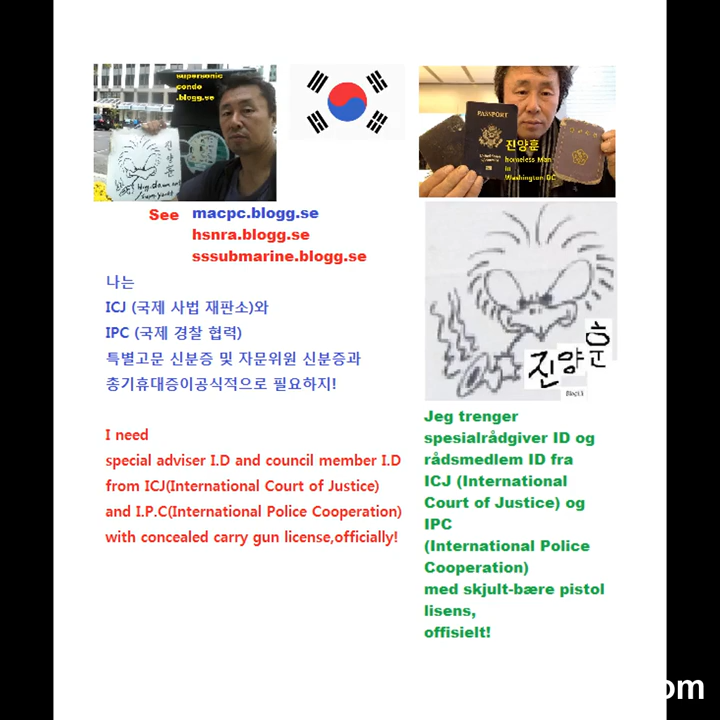 supersonic
condo
.blogg.se
진
양
훈
PASSPORT
진양훈
homeless Man
in
Washington DC
See macpc.blogg.se
hsnra.blogg.se
sssubmarine.blogg.se
나는
ICJ (국제 사법 재판소)와
IPC (국제 경찰 협력)
특별고문 신분증 및 자문위원 신분증과
총기휴대증이공식적으로 필요하지!
I need
special adviser I.D and council member I.D
from ICJ(International Court of Justice)
and I.P.C(International Police Cooperation)
with concealed carry gun license,officially!
진양훈
Jeg trenger
spesialrådgiver ID og
rådsmedlem ID fra
ICJ (International
Court of Justice) og
IPC
(International Police
Cooperation)
med skjult-bære pistol
lisens,
offisielt!
om